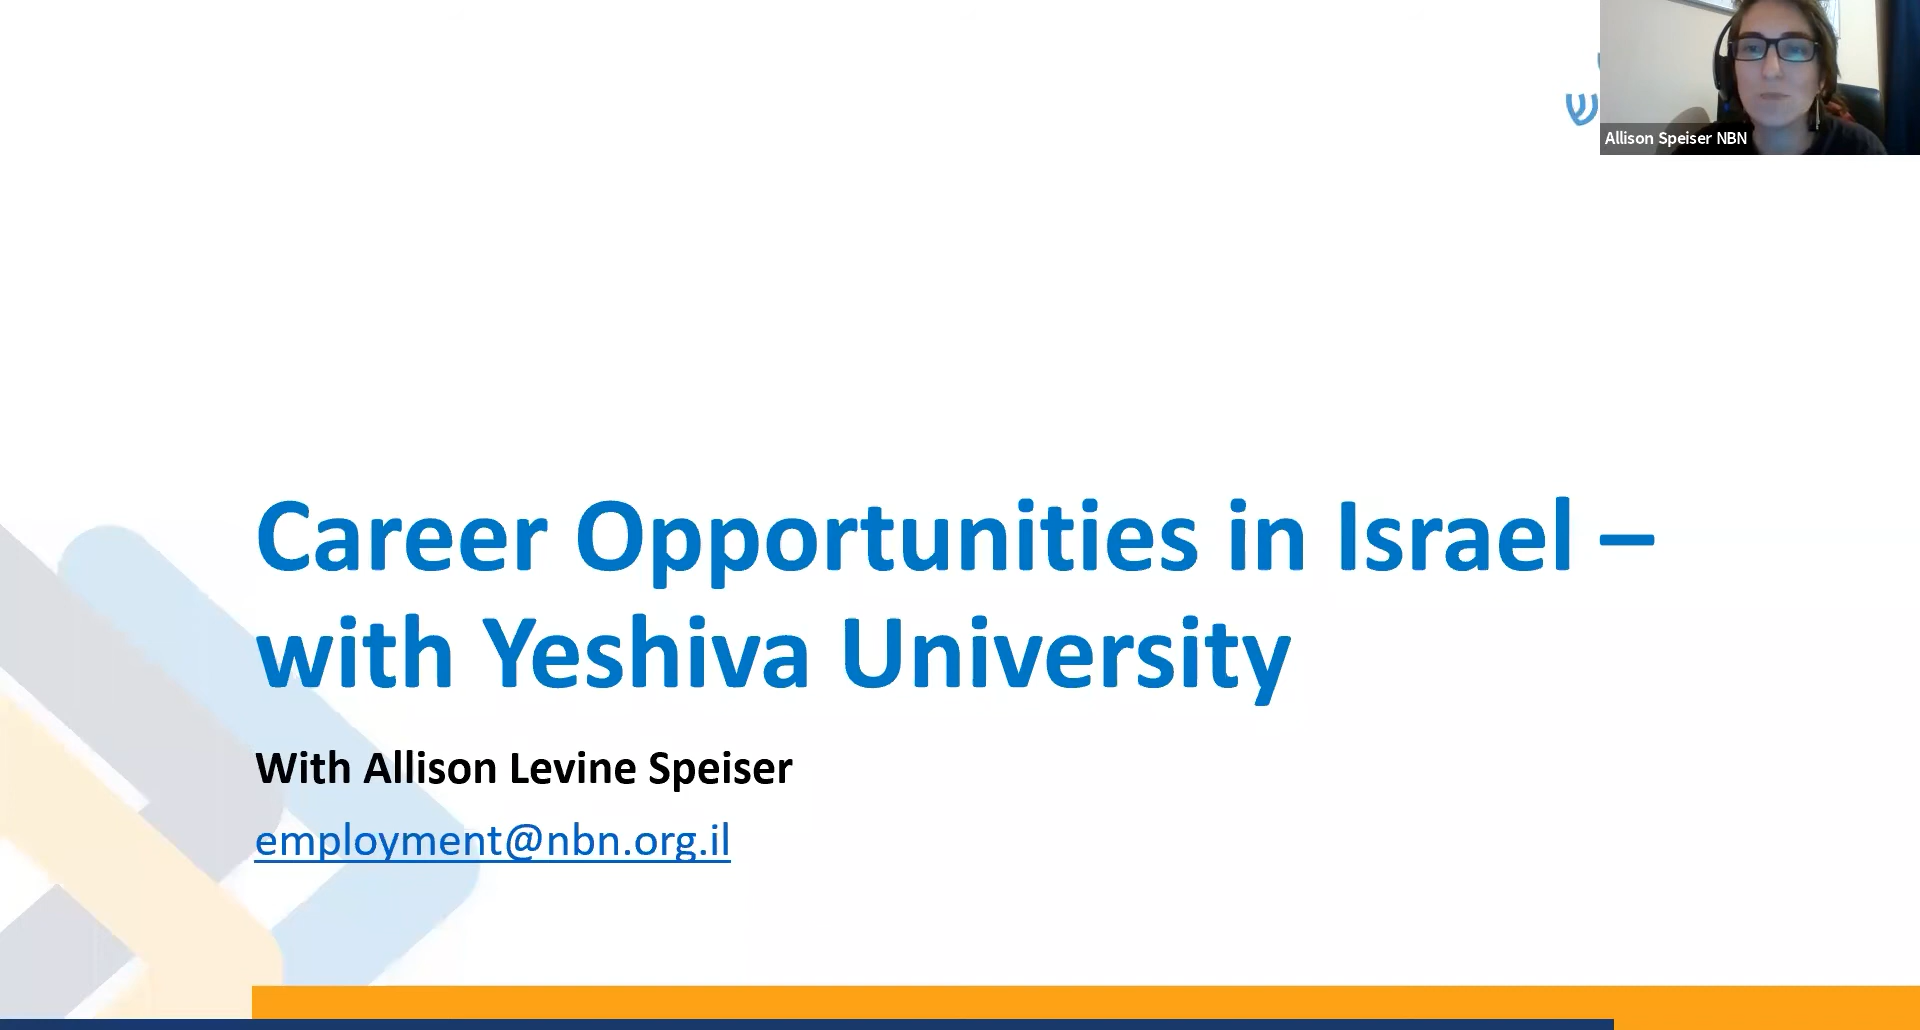 Allison Speiser NBN
Career Opportunities in Israel –
with Yeshiva University
With Allison Levine Speiser
employment@nbn.org.il